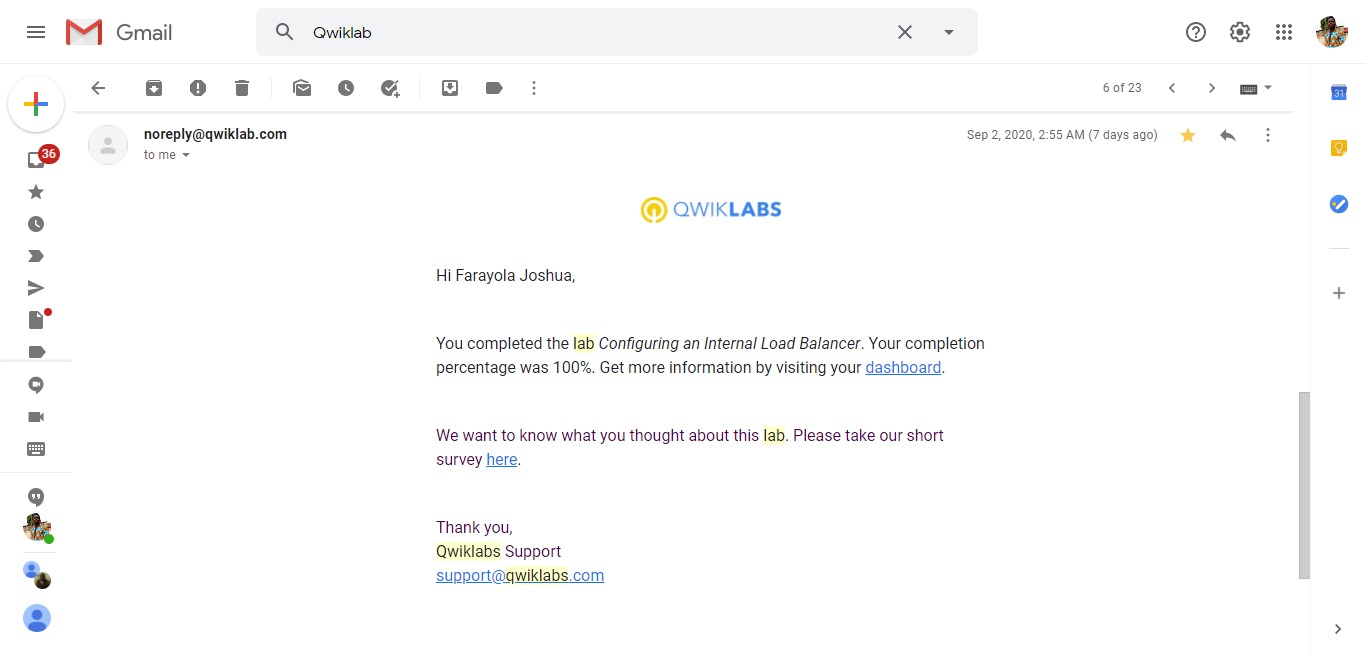 Gmail
Qwiklab
6 of 23
31
noreply@qwiklab.com
Sep 2, 2020, 2:55 AM (7 days ago)
to me
36
QWIKLABS
Hi Farayola Joshua,
You completed the lab Configuring an Internal Load Balancer. Your completion
percentage was 100%. Get more information by visiting your dashboard.
We want to know what you thought about this lab. Please take our short
survey here.
Thank you,
Qwiklabs Support
support@qwiklabs.com